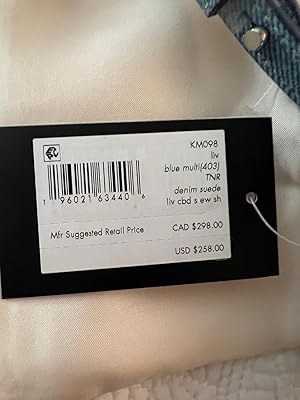 KM098
liv
blue multi(403)
TNR
denim suede
liv cbd s ew sh
1 96021 63440 6
Mfr Suggested Retail Price
CAD $298.00
USD $258.00